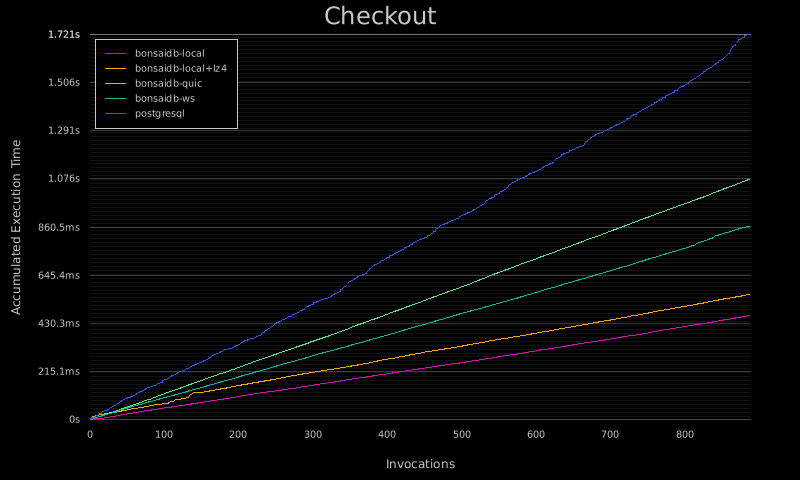 Checkout
1.721s
1.506s
1.291s
1.076s
860.5ms
645.4ms
430.3ms
215.1ms
0s
bonsaidb-local
bonsaidb-local+lz4
bonsaidb-quic
bonsaidb-ws
postgresql
Accumulated Execution Time
0 100 200 300 400 500 600 700 800
Invocations